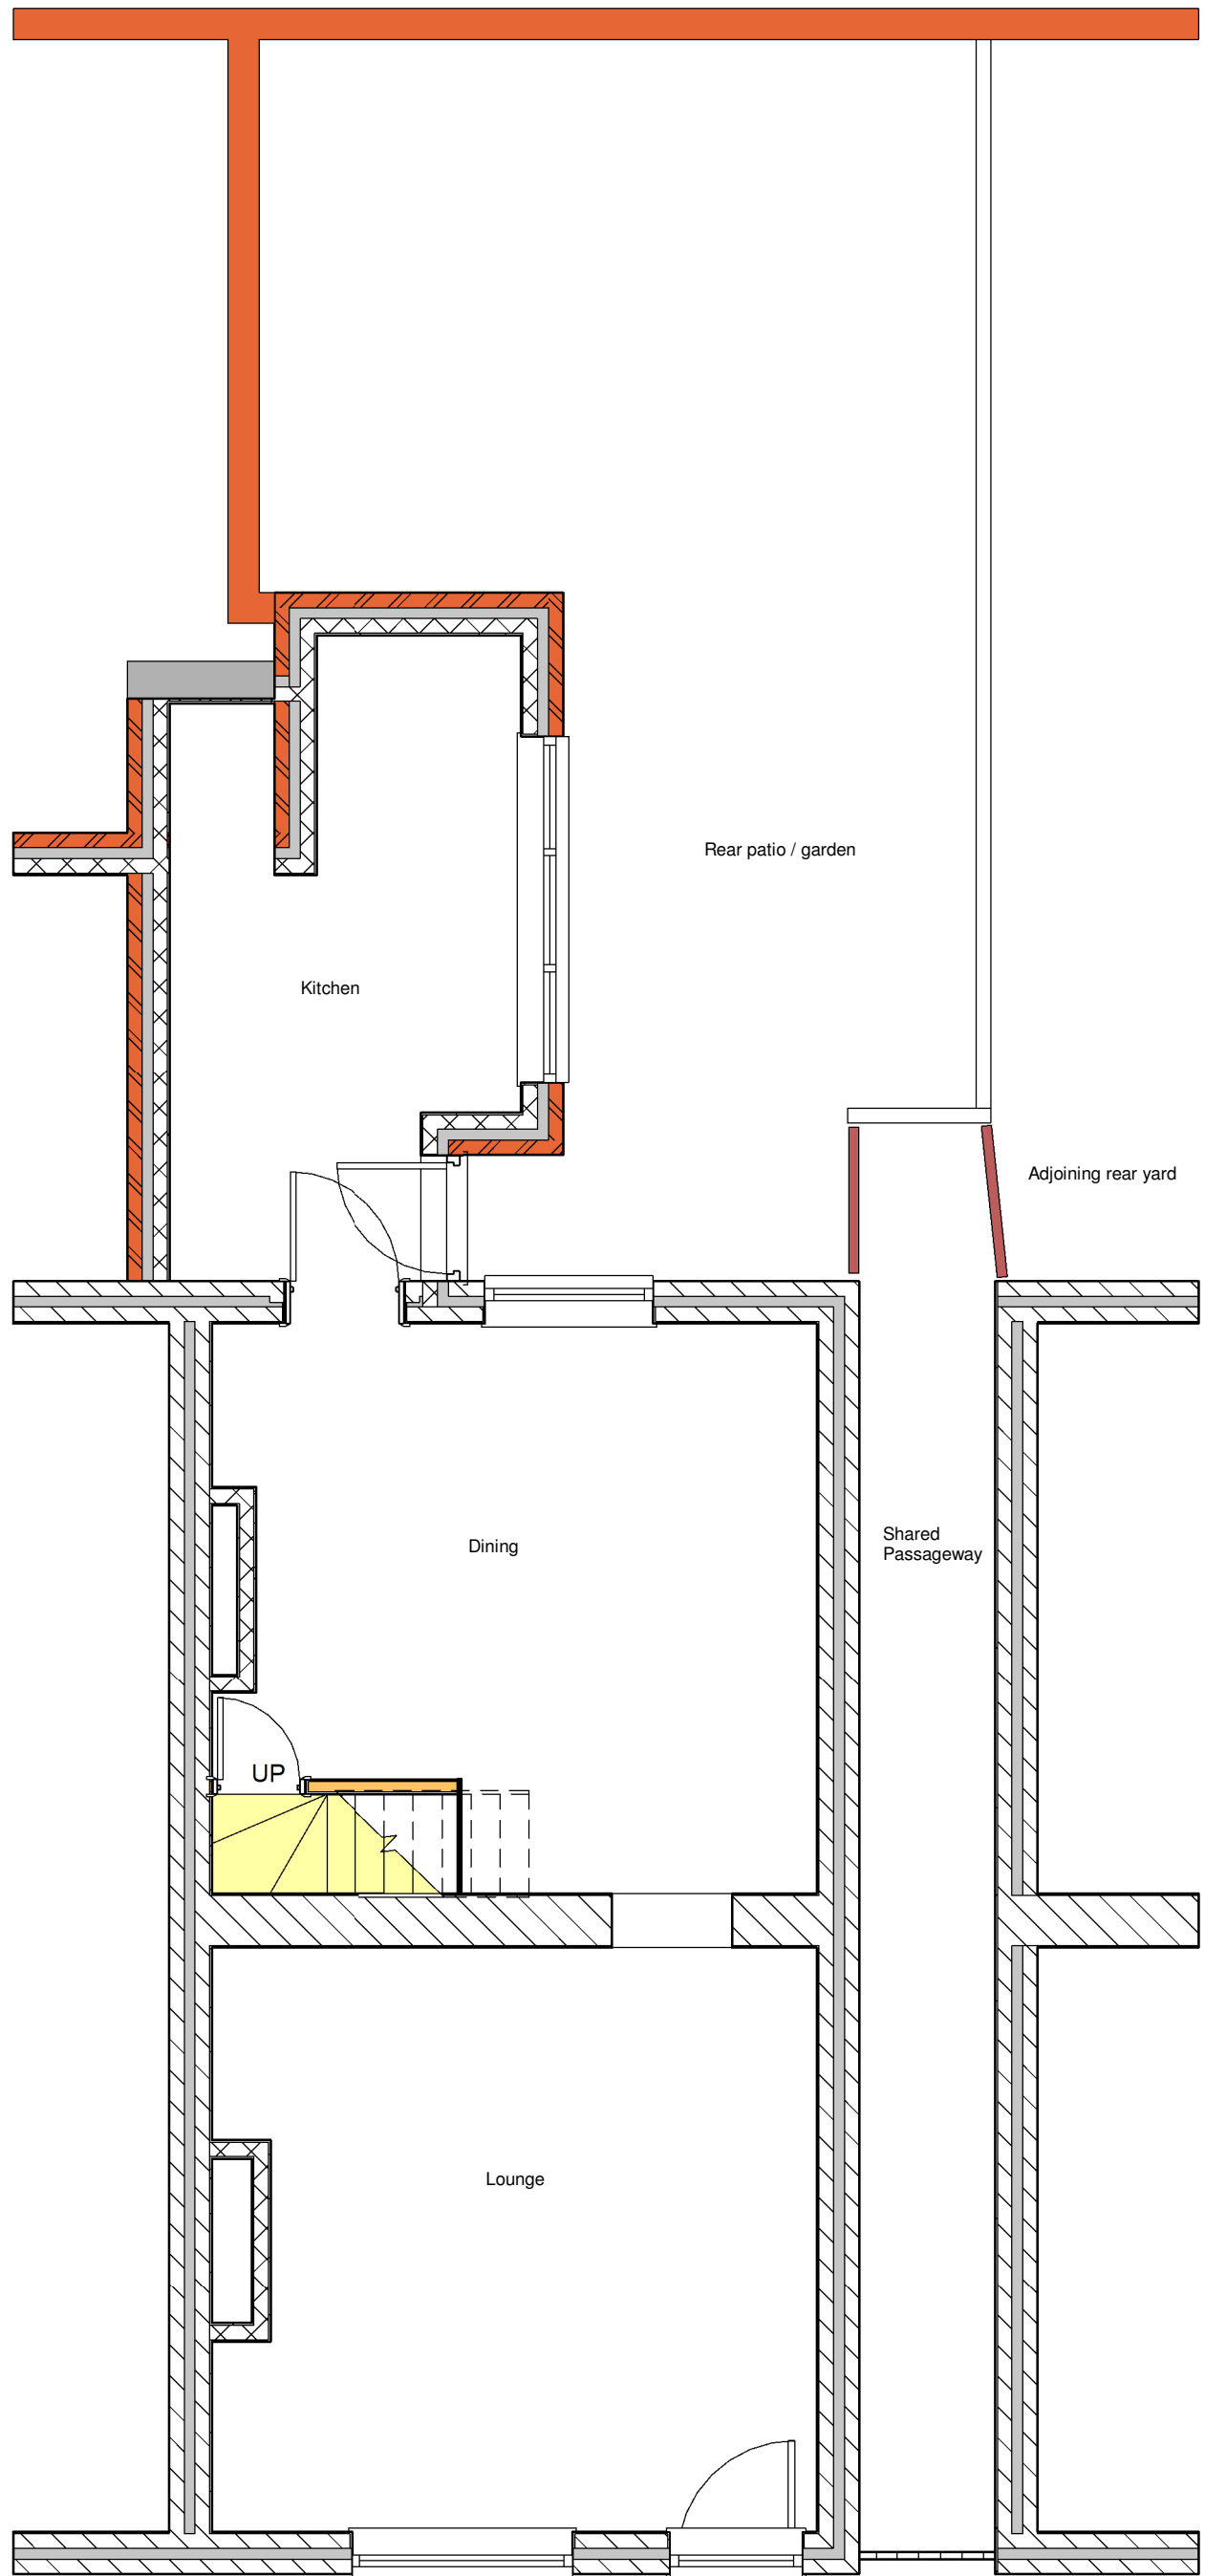 Rear patio / garden
Kitchen
Adjoining rear yard
Shared
Passageway
Dining
UP
Lounge